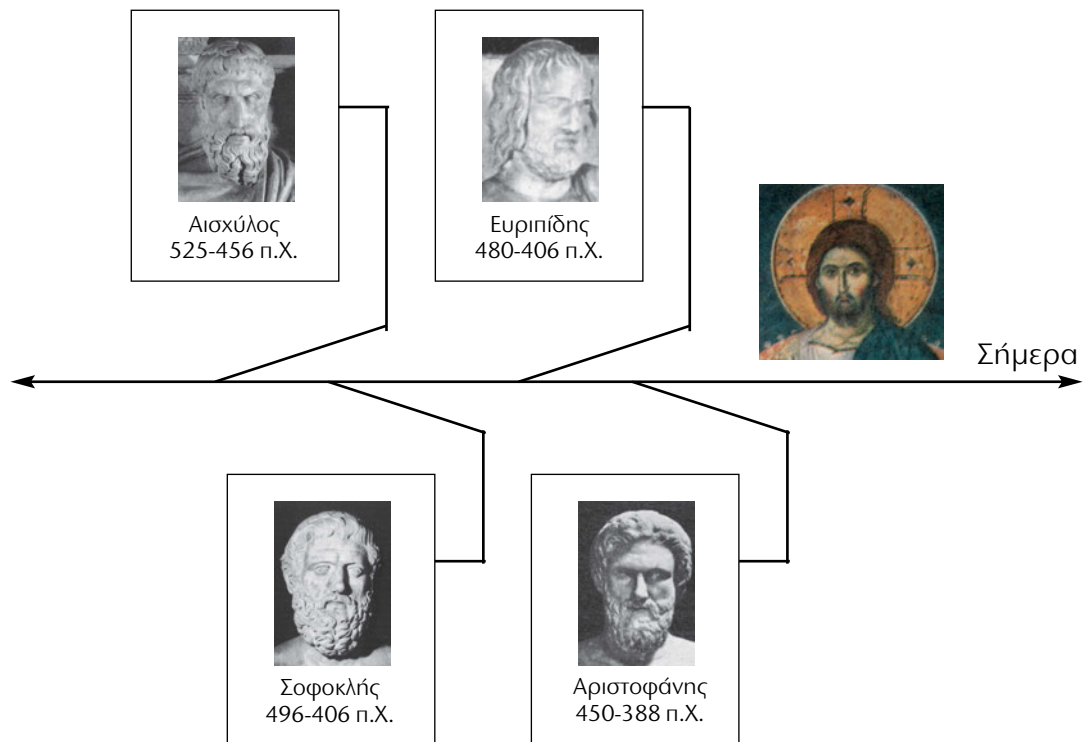 Αισχύλος
525-456 π.Χ.
Ευριπίδης
480-406 π.Χ.
Σήμερα
Σοφοκλής
496-406 π.Χ.
Αριστοφάνης
450-388 π.Χ.